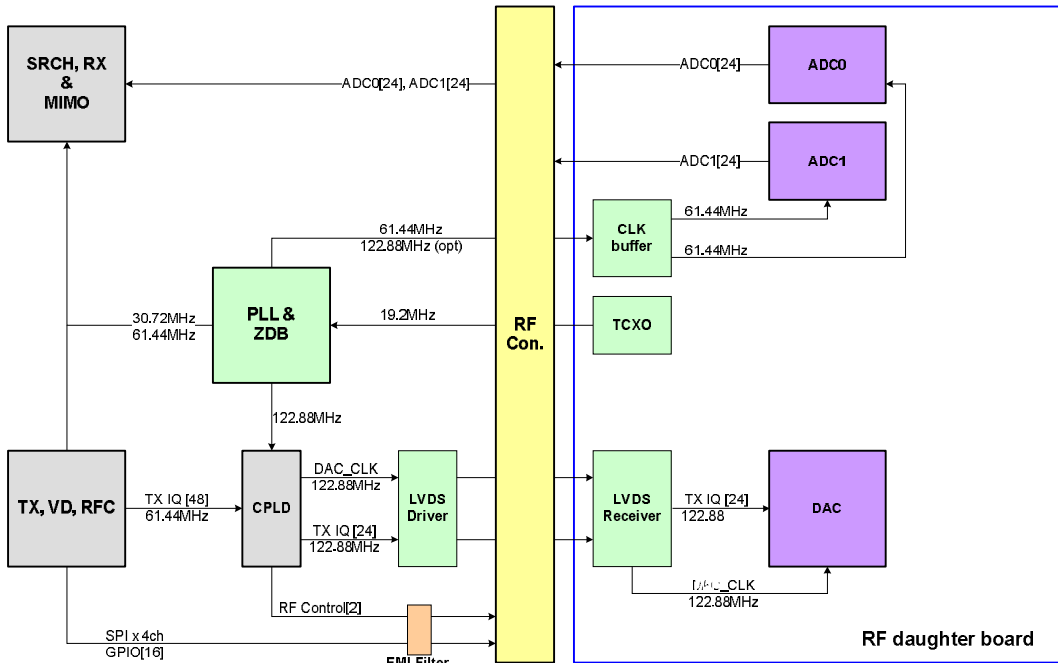 SRCH, RX
&
MIMO
ADC0[24], ADC1[24]
ADC0[24]
ADC0
ADC1[24]
ADC1
61.44MHz
122.88MHz (opt)
CLK
buffer
61.44MHz
61.44MHz
30.72MHz
61.44MHz
PLL &
ZDB
19.2MHz
RF
Con.
TCXO
122.88MHz
TX, VD, RFC
TX IQ [48]
61.44MHz
CPLD
DAC_CLK
122.88MHz
TX IQ [24]
122.88MHz
LVDS
Driver
LVDS
Receiver
TX IQ [24]
122.88
DAC
_CLK
122.88MHz
RF Control[2]
SPI x 4ch
GPIO[16]
EMI Filter
RF daughter board